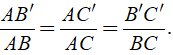 AB′/AB = AC′/AC = B′C′/BC.